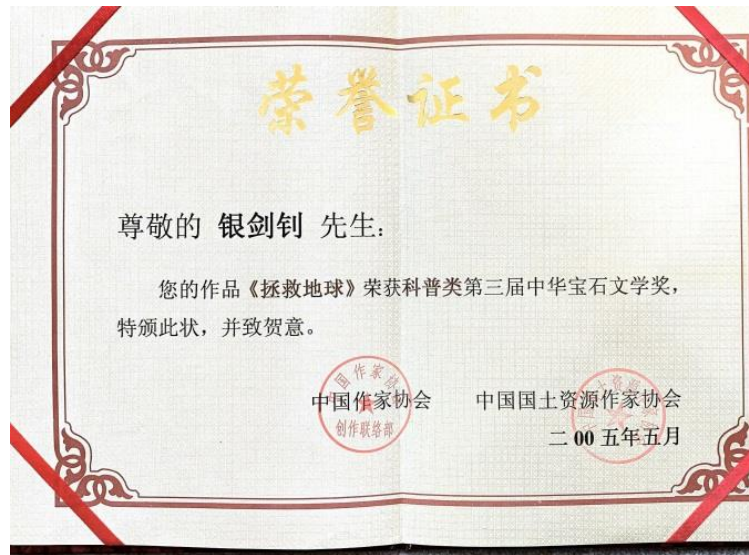 荣誉证书
尊敬的 银剑钊 先生：
您的作品《拯救地球》荣获科普类第三届中华宝石文学奖，
特颁此状，并致贺意。
中国作家协会 中国国土资源作家协会
创作联络部
二00五年五月